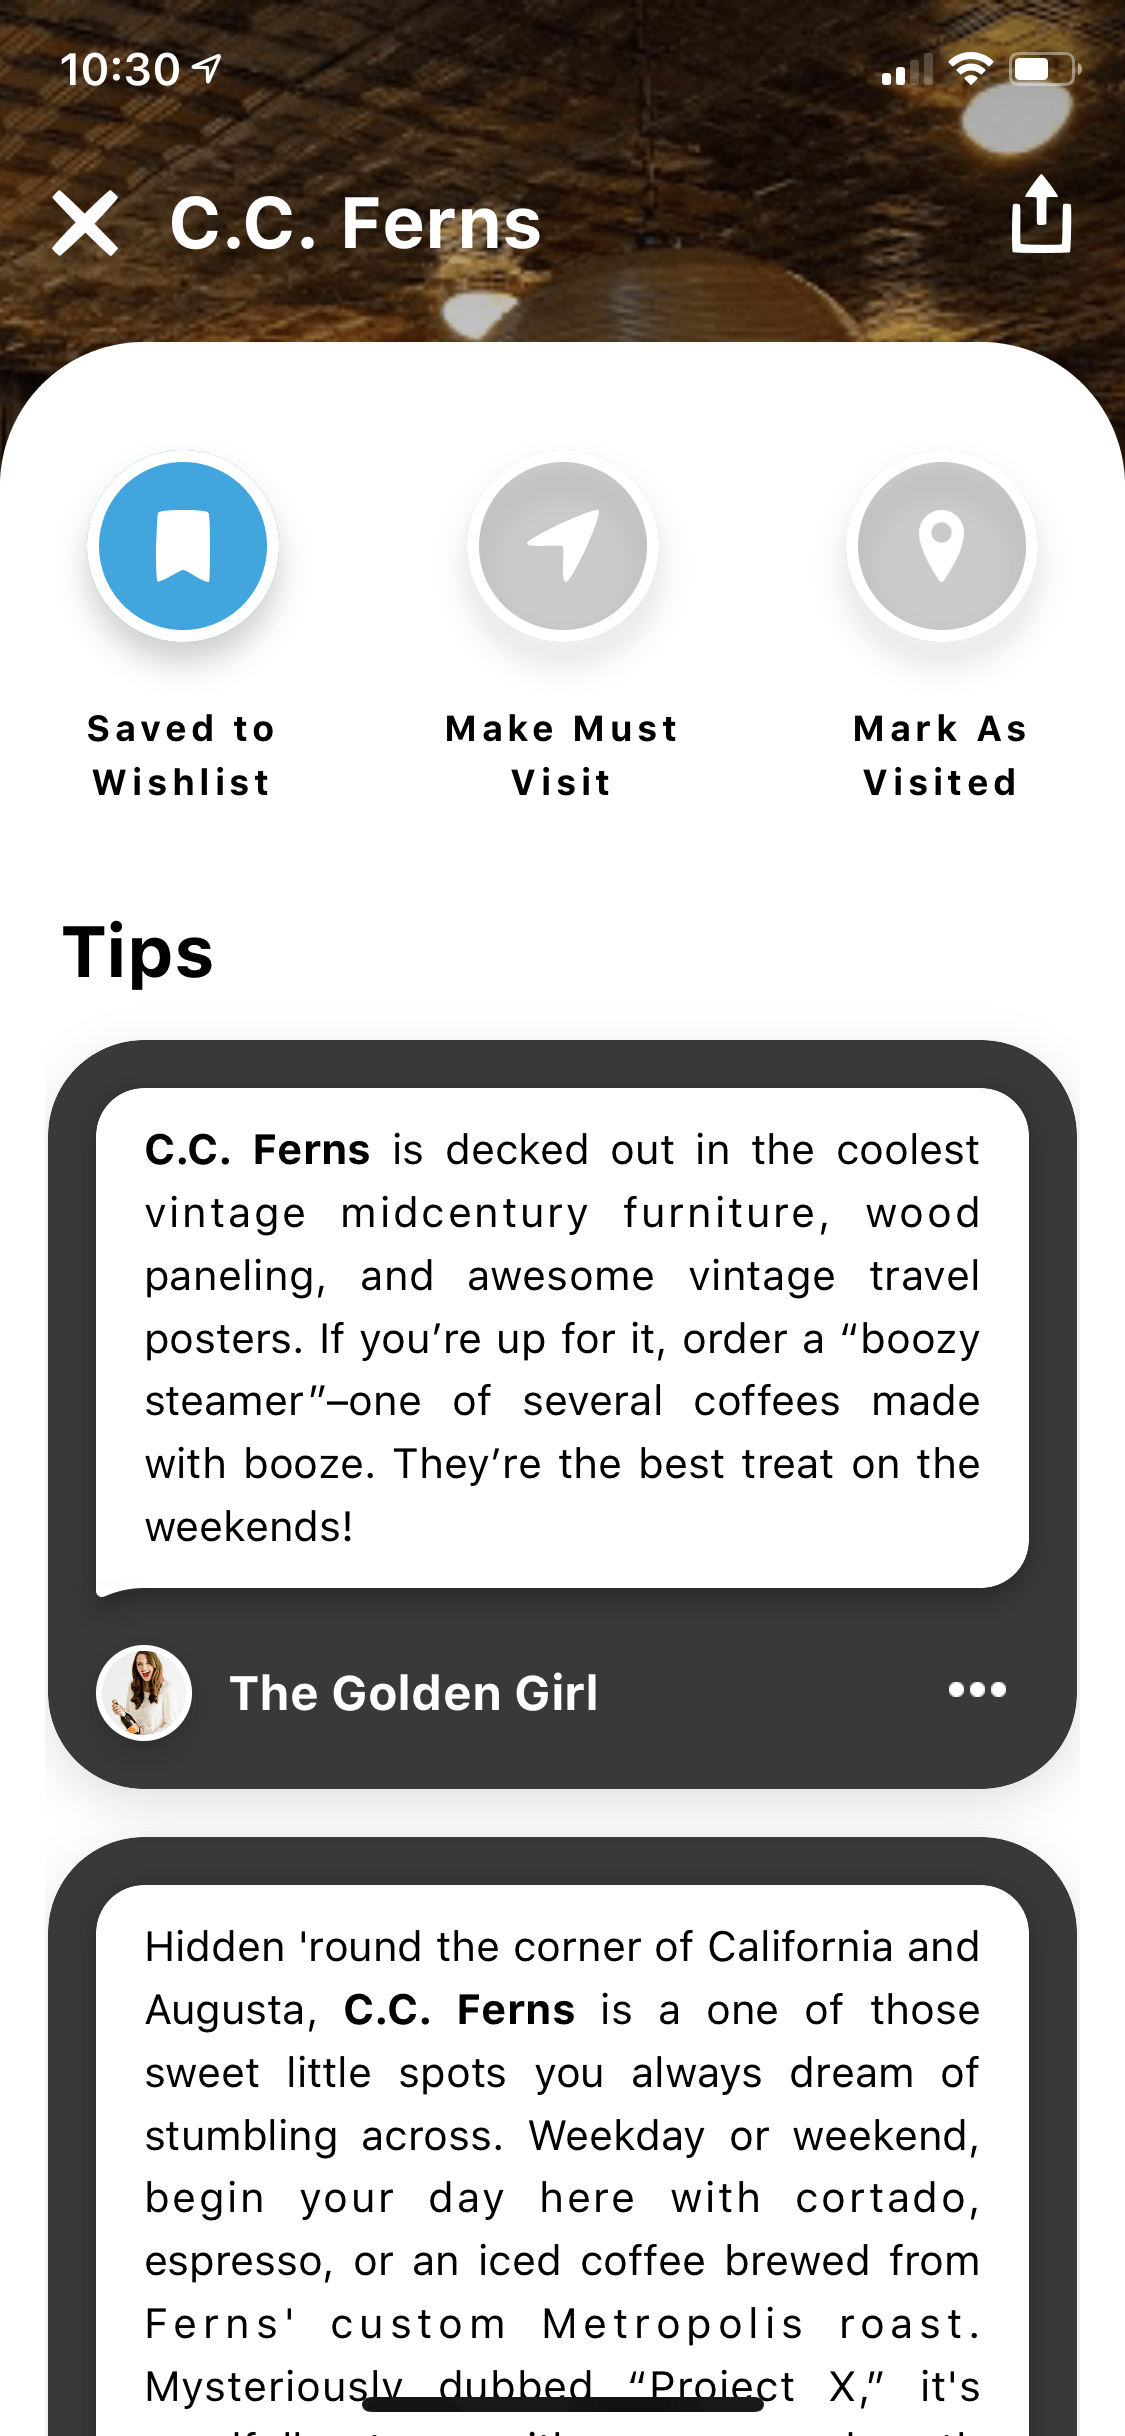 10:30
C.C. Ferns
Saved to
Wishlist
Make Must
Visit
Mark As
Visited
Tips
C.C. Ferns is decked out in the coolest
vintage midcentury furniture, wood
paneling, and awesome vintage travel
posters. If you’re up for it, order a “boozy
steamer”–one of several coffees made
with booze. They’re the best treat on the
weekends!
The Golden Girl
Hidden 'round the corner of California and
Augusta, C.C. Ferns is a one of those
sweet little spots you always dream of
stumbling across. Weekday or weekend,
begin your day here with cortado,
espresso, or an iced coffee brewed from
Ferns' custom Metropolis roast.
Mysteriously dubbed “Project X,” it's